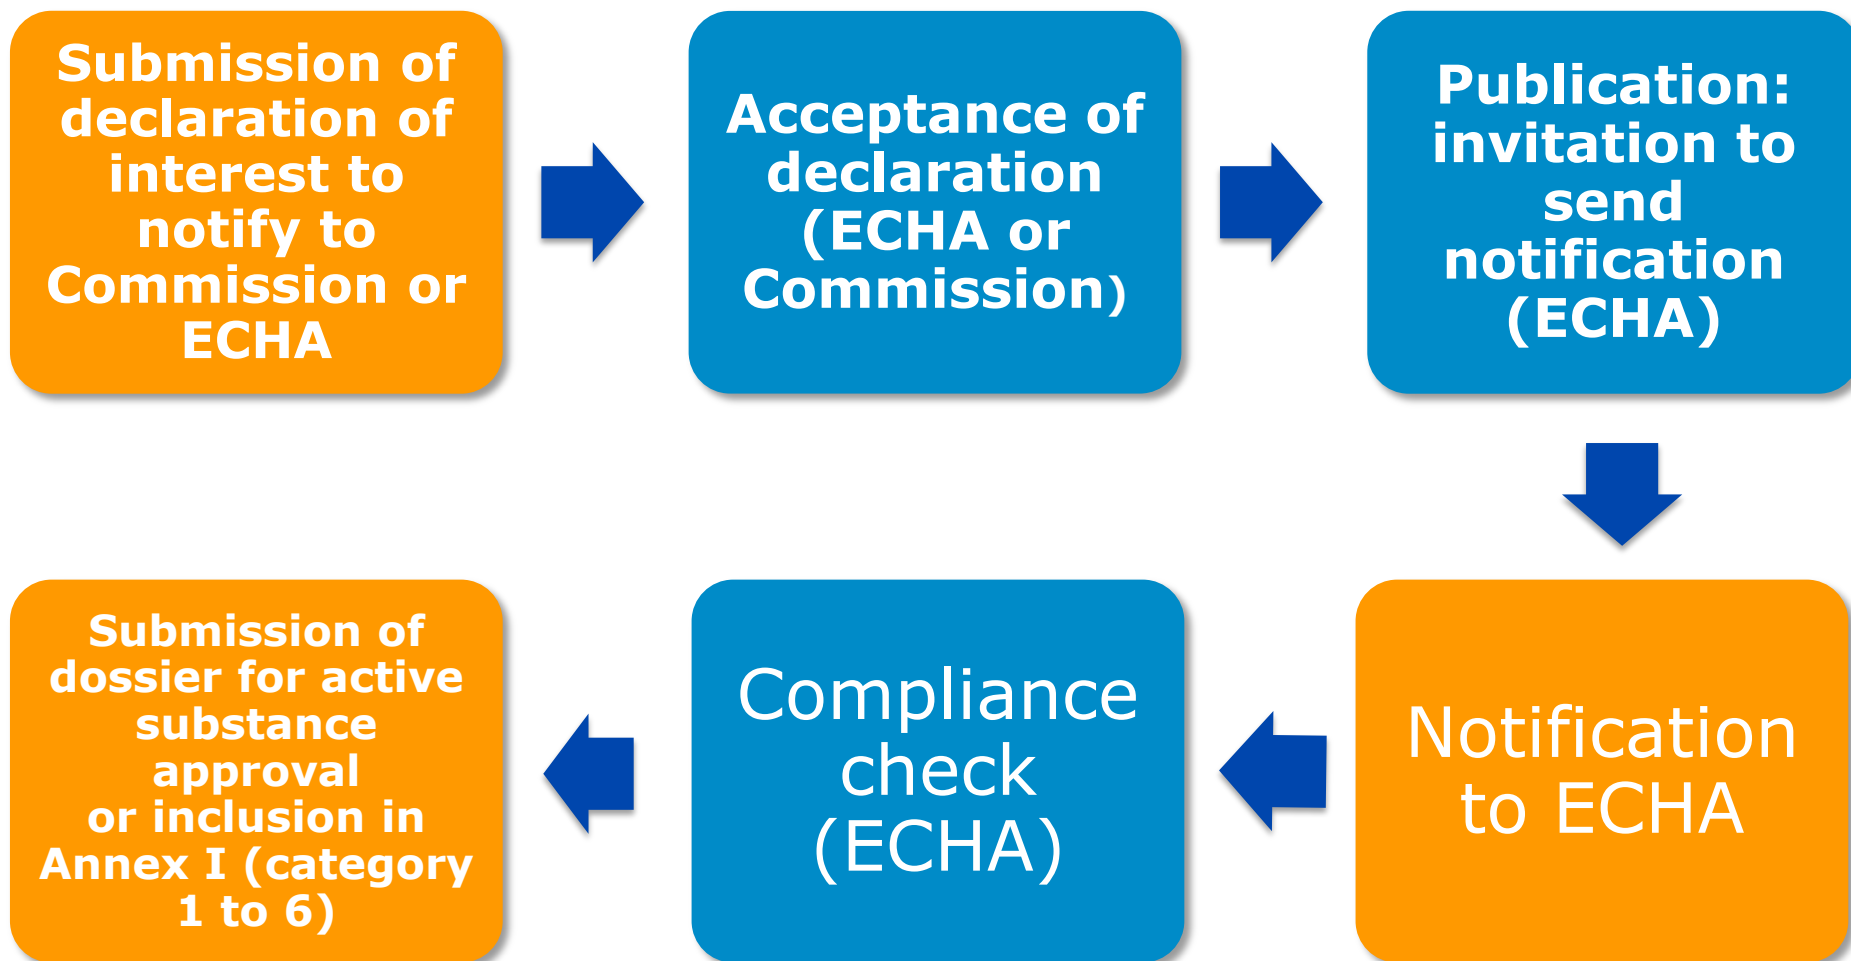 Submission of
declaration of
interest to
notify to
Commission or
ECHA
Acceptance of
declaration
(ECHA or
Commission)
Publication:
invitation to
send
notification
(ECHA)
Notification
to ECHA
Compliance
check
(ECHA)
Submission of
dossier for active
substance
approval
or inclusion in
Annex I (category
1 to 6)